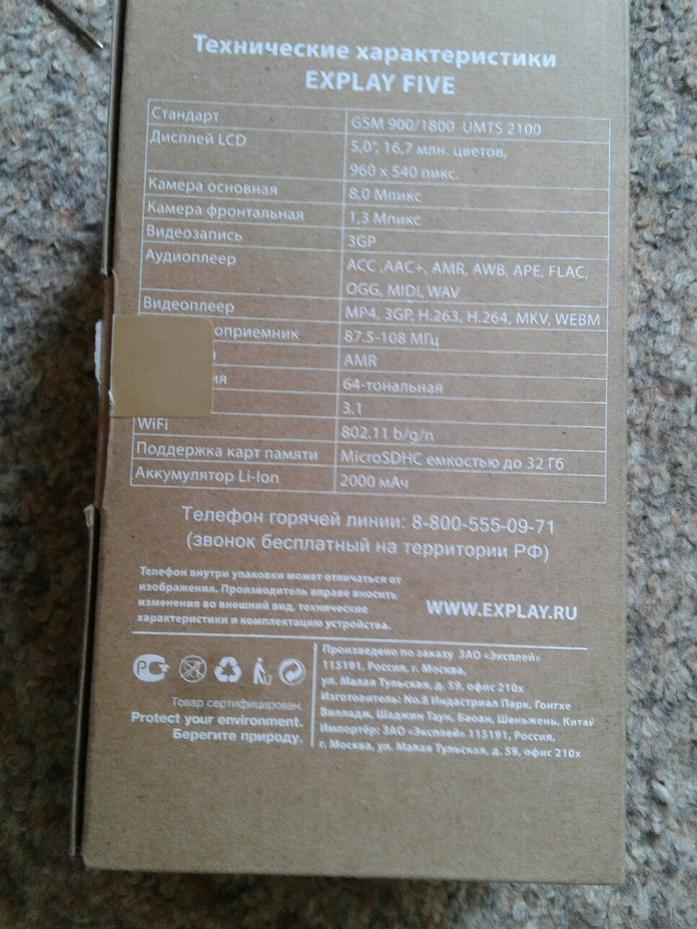 Технические характеристики
EXPLAY FIVE
Стандарт GSM 900/1800 UMTS 2100
Дисплей LCD 5,0", 16,7 млн. цветов,
960 x 540 пикс.
Камера основная 8,0 Мпикс
Камера фронтальная 1,3 Мпикс
Видеозапись 3GP
Аудиоплеер ACC ,AAC+, AMR, AWB, APE, FLAC,
OGG, MIDI, WAV
Видеоплеер MP4, 3GP, H.263, H.264, MKV, WEBM
оприемник 87.5-108 МГц
AMR
ия 64-тональная
3.1
WiFi 802.11 b/g/n
Поддержка карт памяти MicroSDHC емкостью до 32 Гб
Аккумулятор Li-Ion 2000 мАч
Телефон горячей линии: 8-800-555-09-71
(звонок бесплатный на территории РФ)
Телефон внутри упаковки может отличаться от
изображения. Производитель вправе вносить
изменения во внешний вид, технические
характеристики и комплектацию устройства.
WWW.EXPLAY.RU
Товар сертифицирован.
Protect your environment.
Берегите природу.
Произведено по заказу ЗАО «Эксплей»
115191, Россия, г. Москва,
ул. Малая Тульская, д. 59, офис 210х
Изготовитель: No.8 Индастриал Парк, Гонгхе
Вилладж, Шаджин Таун, Баоан, Шеньжень, Китай
Импортёр: ЗАО «Эксплей» 115191, Россия,
г. Москва, ул. Малая Тульская, д. 59, офис 210х